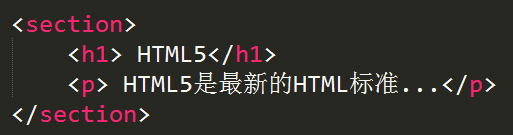 <section>
<h1> HTML5</h1>
<p> HTML5是最新的HTML标准...</p>
</section>